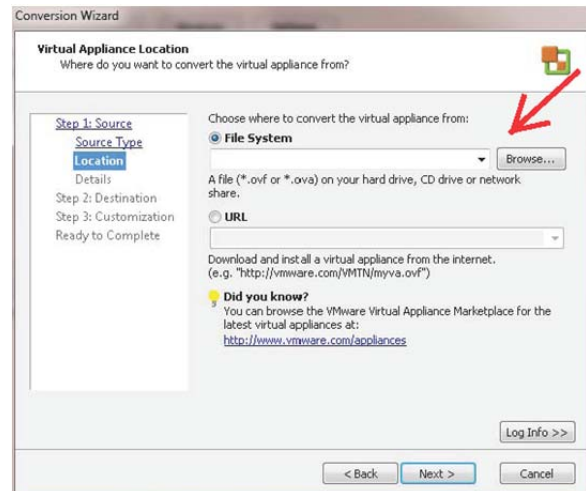 Conversion Wizard
Virtual Appliance Location
Where do you want to convert the virtual appliance from?
Step 1: Source
Source Type
Location
Details
Step 2: Destination
Step 3: Customization
Ready to Complete
Choose where to convert the virtual appliance from:
File System
Browse...
A file (*.ovf or *.ova) on your hard drive, CD drive or network
share.
URL
Download and install a virtual appliance from the internet.
(e.g. "http://vmware.com/VMTN/myva.ovf")
Did you know?
You can browse the VMware Virtual Appliance Marketplace for the
latest virtual appliances at:
http://www.vmware.com/appliances
Log Info >>
< Back
Next >
Cancel